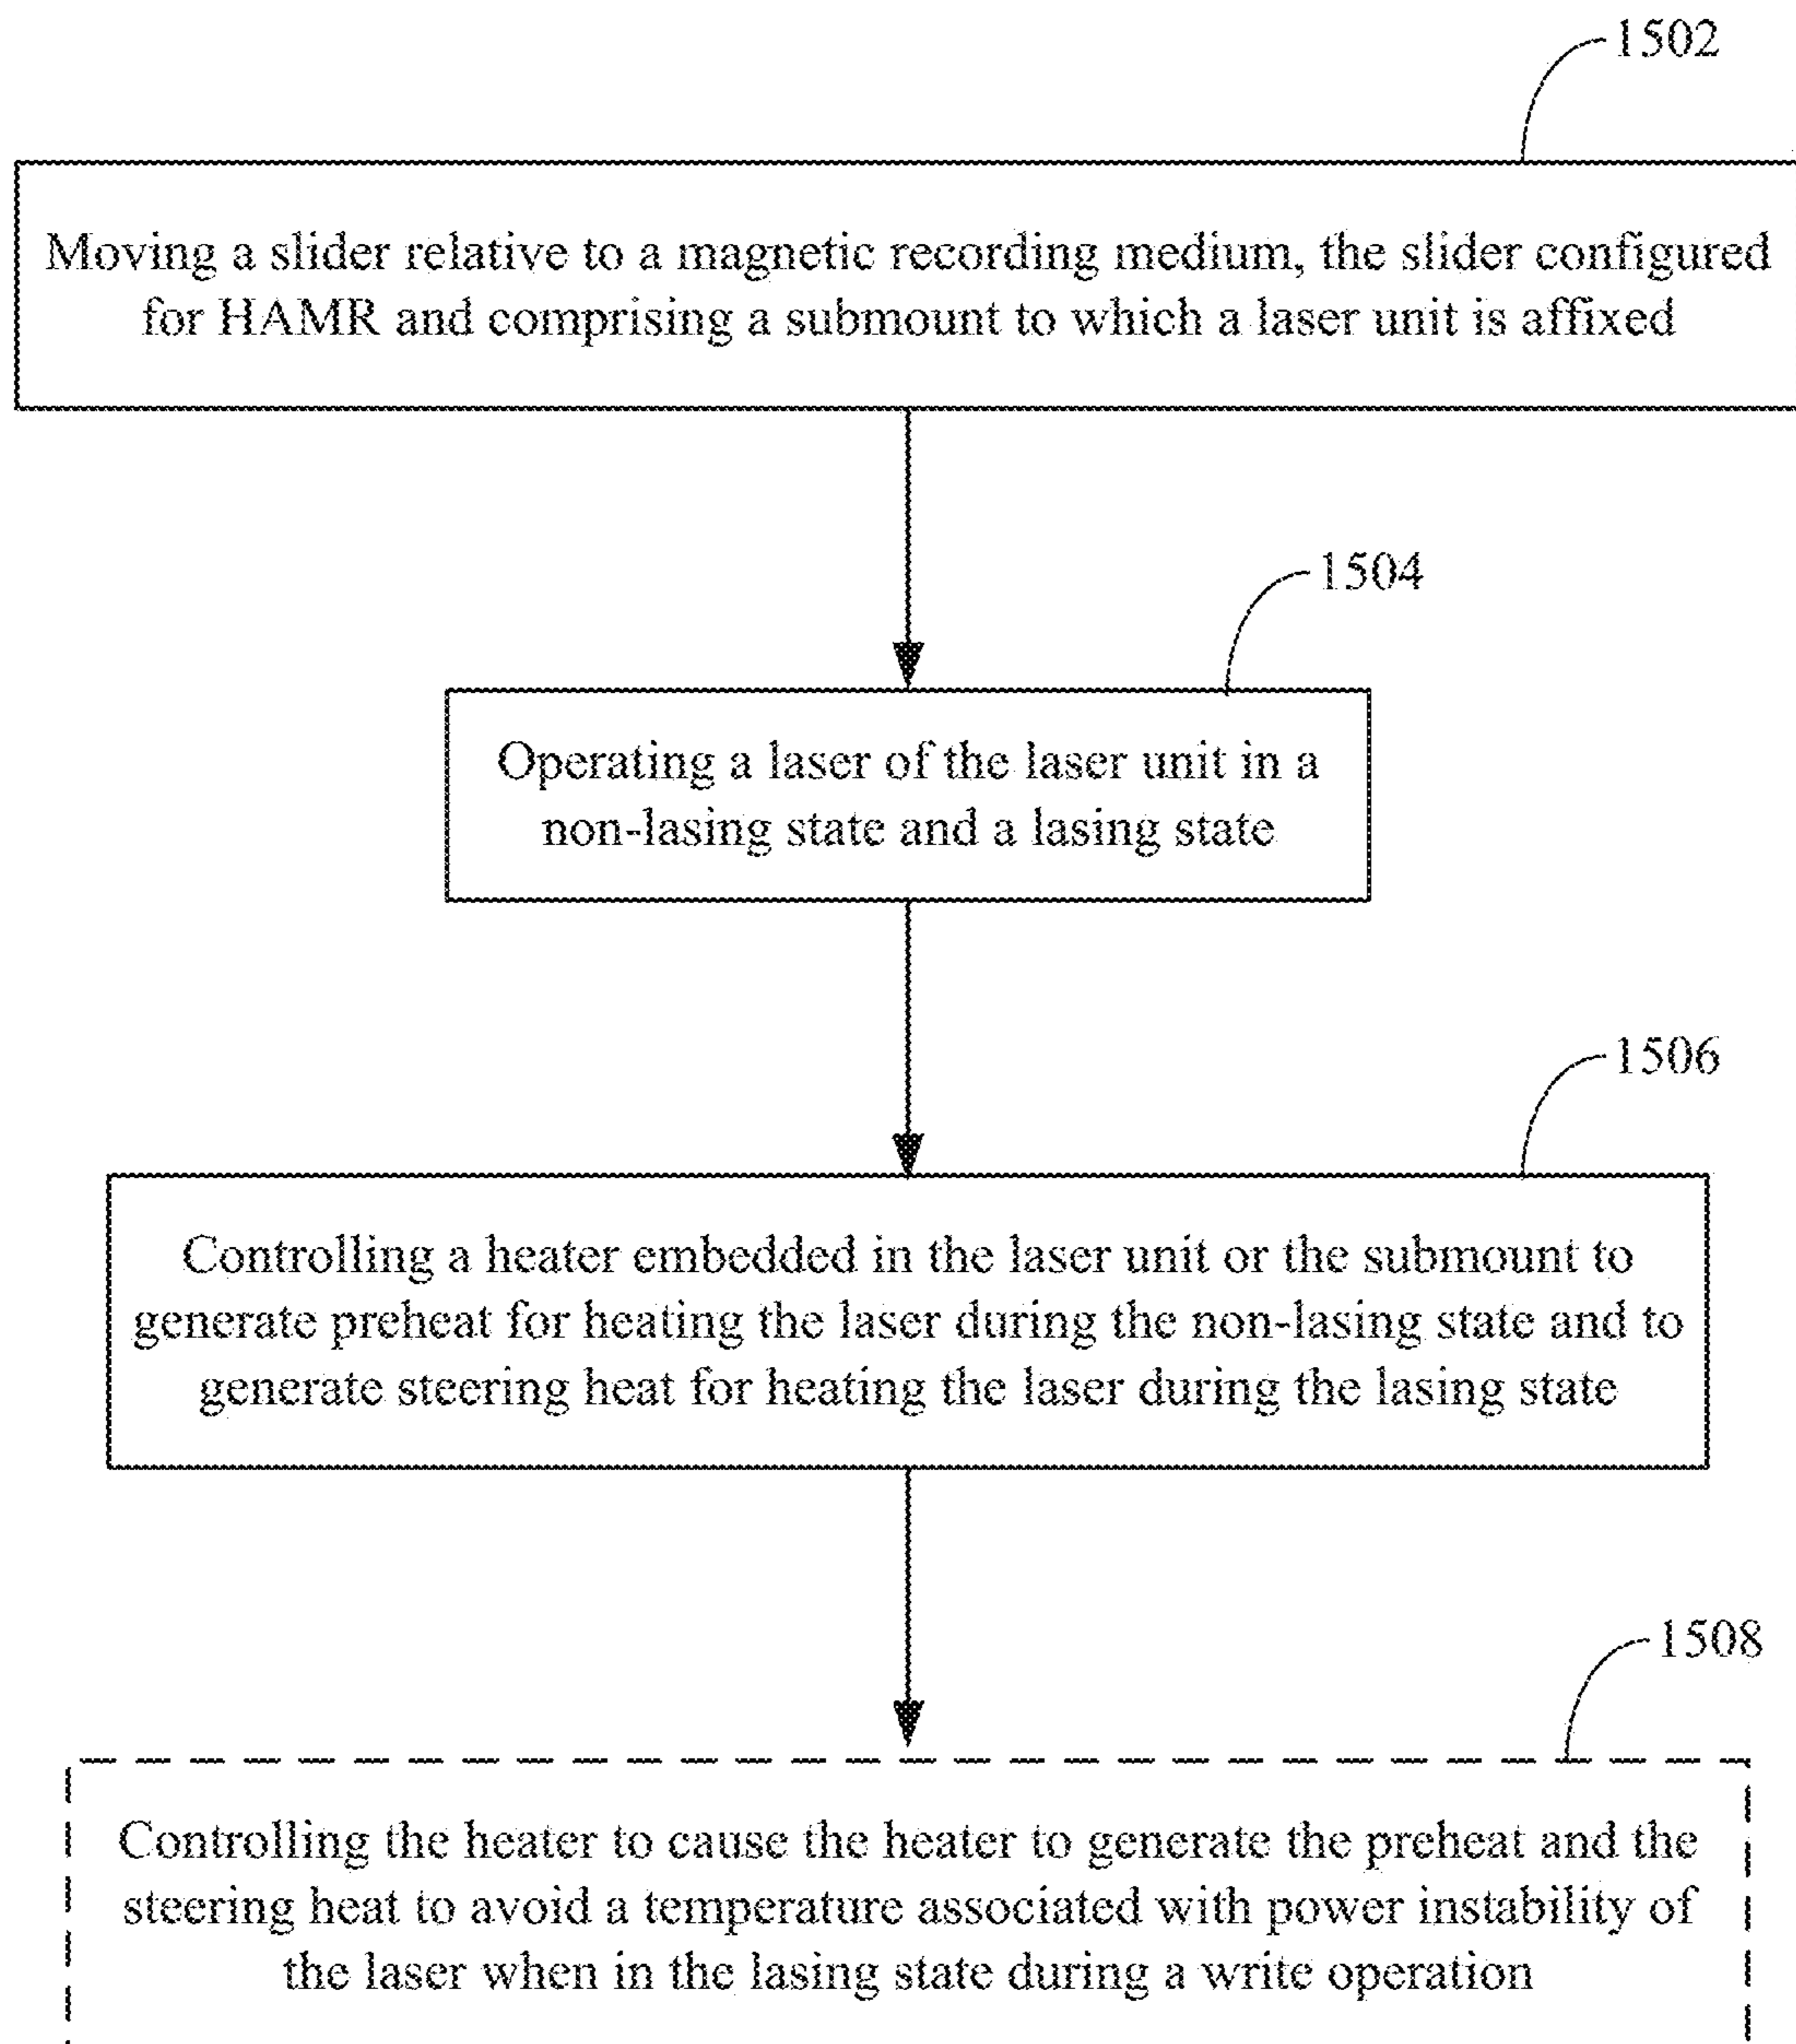 1502
Moving a slider relative to a magnetic recording medium, the slider configured
for HAMR and comprising a submount to which a laser unit is affixed
1504
Operating a laser of the laser unit in a
non-lasing state and a lasing state
1506
Controlling a heater embedded in the laser unit or the submount to
generate preheat for heating the laser during the non-lasing state and to
generate steering heat for heating the laser during the lasing state
1508
Controlling the heater to cause the heater to generate the preheat and the
steering heat to avoid a temperature associated with power instability of
the laser when in the lasing state during a write operation